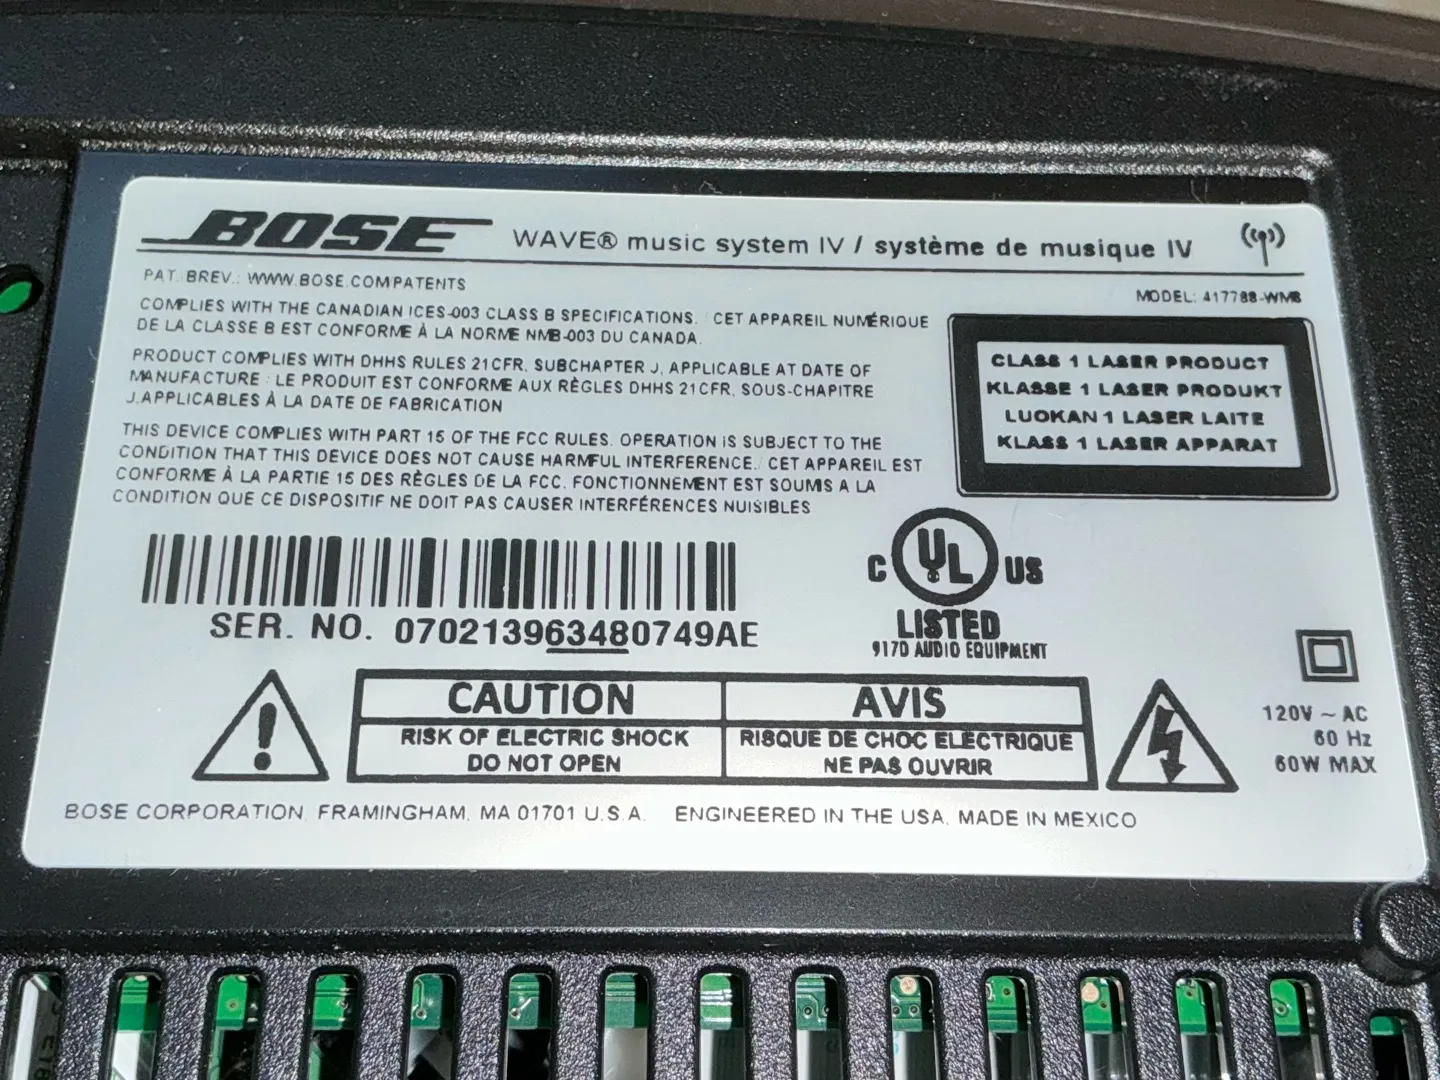 BOSE WAVE® music system IV / système de musique IV
PAT. BREV.: WWW.BOSE.COM/PATENTS
MODEL: 417788-WMS
COMPLIES WITH THE CANADIAN ICES-003 CLASS B SPECIFICATIONS. CET APPAREIL NUMÉRIQUE
DE LA CLASSE B EST CONFORME À LA NORME NMB-003 DU CANADA.
PRODUCT COMPLIES WITH DHHS RULES 21CFR, SUBCHAPTER J, APPLICABLE AT DATE OF
MANUFACTURE LE PRODUIT EST CONFORME AUX RÈGLES DHHS 21CFR, SOUS-CHAPITRE
J.APPLICABLES À LA DATE DE FABRICATION
THIS DEVICE COMPLIES WITH PART 15 OF THE FCC RULES. OPERATION IS SUBJECT TO THE
CONDITION THAT THIS DEVICE DOES NOT CAUSE HARMFUL INTERFERENCE. CET APPAREIL EST
CONFORME À LA PARTIE 15 DES RÈGLES DE LA FCC. FONCTIONNEMENT EST SOUMIS A LA
CONDITION QUE CE DISPOSITIF NE DOIT PAS CAUSER INTERFÉRENCES NUISIBLES
CLASS 1 LASER PRODUCT
KLASSE 1 LASER PRODUKT
LUOKAN 1 LASER LAITE
KLASS 1 LASER APPARAT
SER. NO. 070213963480749AE
C UL US
LISTED
917D AUDIO EQUIPMENT
CAUTION
RISK OF ELECTRIC SHOCK
DO NOT OPEN
AVIS
RISQUE DE CHOC ELECTRIQUE
NE PAS OUVRIR
120V ~ AC
60 Hz
60W MAX
BOSE CORPORATION, FRAMINGHAM, MA 01701 U.S.A. ENGINEERED IN THE USA, MADE IN MEXICO